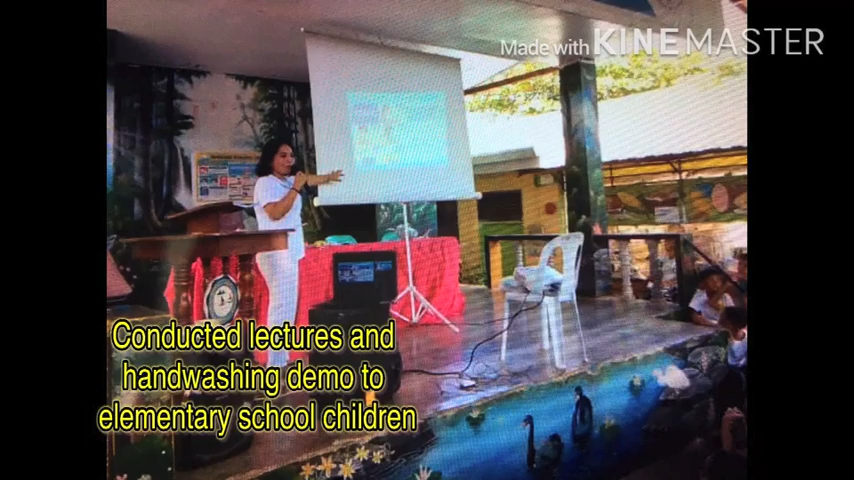 Made with KINEMASTER
Conducted lectures and
handwashing demo to
elementary school children